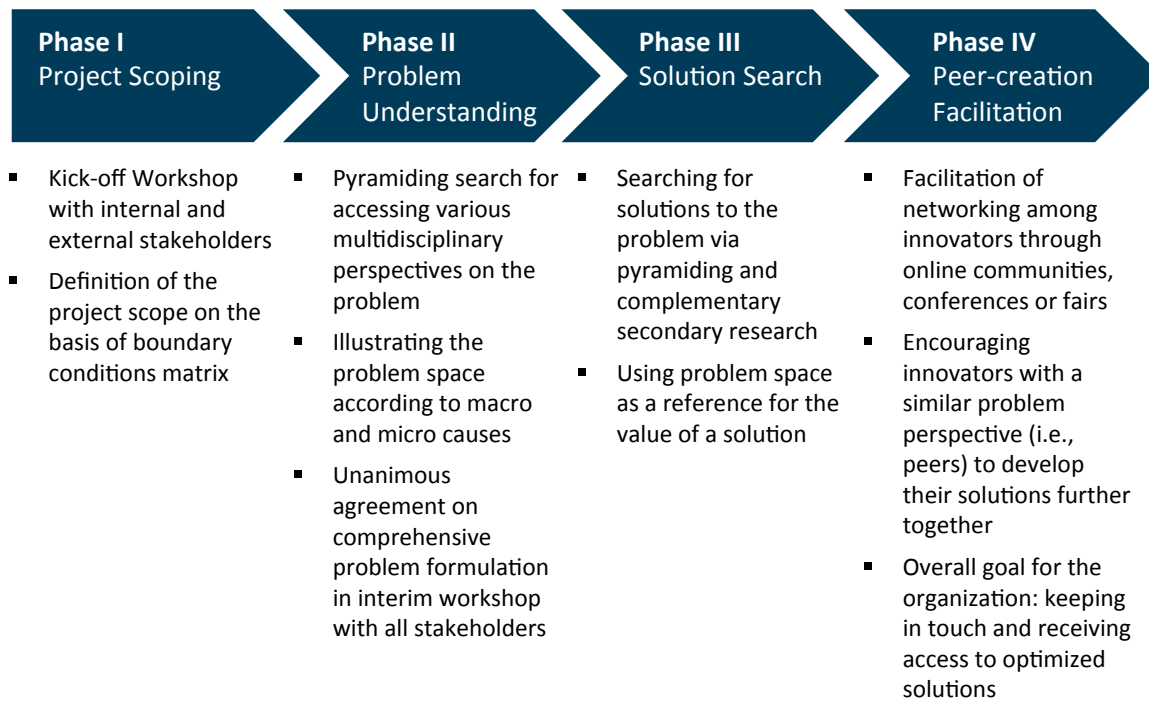 Phase I
Project Scoping
Phase II
Problem
Understanding
Phase III
Solution Search
Phase IV
Peer-creation
Facilitation
▪ Kick-off Workshop
with internal and
external stakeholders
▪ Definition of the
project scope on the
basis of boundary
conditions matrix
▪ Pyramiding search for
accessing various
multidisciplinary
perspectives on the
problem
▪ Illustrating the
problem space
according to macro
and micro causes
▪ Unanimous
agreement on
comprehensive
problem formulation
in interim workshop
with all stakeholders
▪ Searching for
solutions to the
problem via
pyramiding and
complementary
secondary research
▪ Using problem space
as a reference for the
value of a solution
▪ Facilitation of
networking among
innovators through
online communities,
conferences or fairs
▪ Encouraging
innovators with a
similar problem
perspective (i.e.,
peers) to develop
their solutions further
together
▪ Overall goal for the
organization: keeping
in touch and receiving
access to optimized
solutions